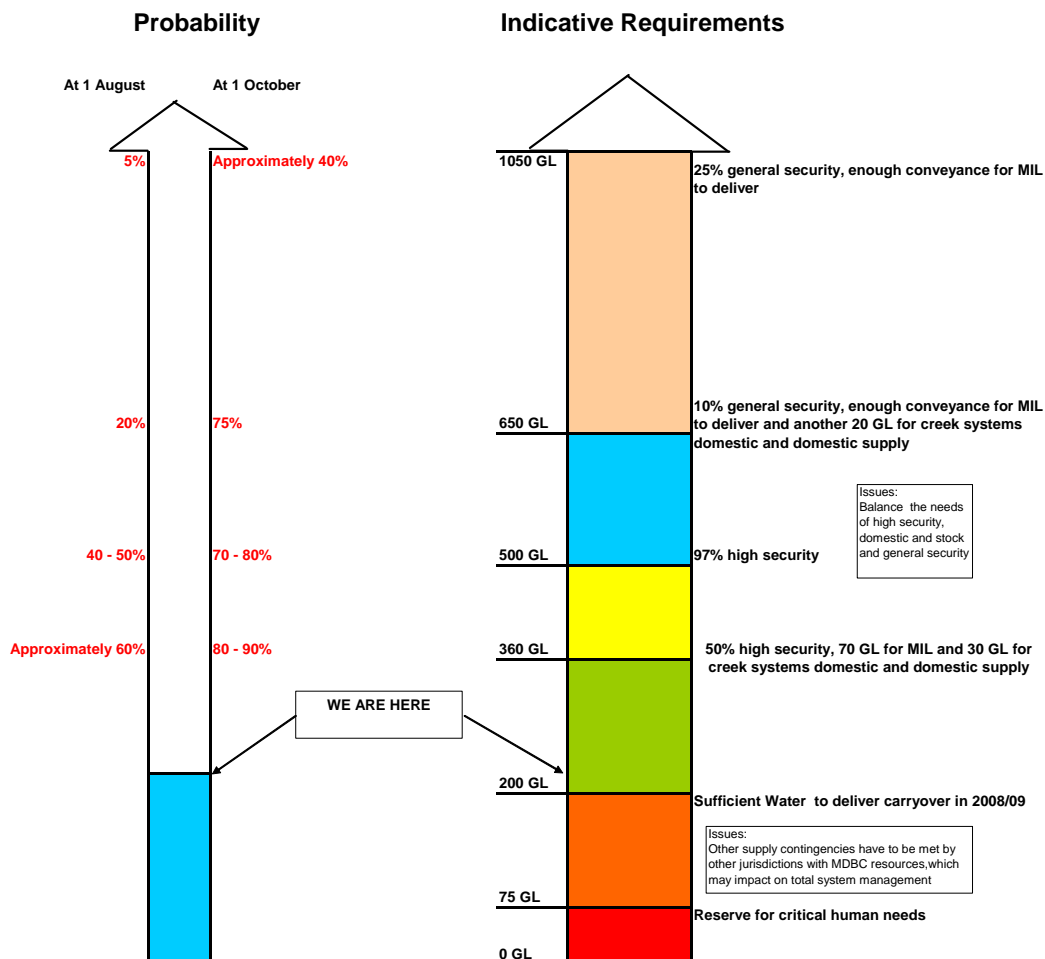 Probability
Indicative Requirements
At 1 August
At 1 October
5%
Approximately 40%
1050 GL
25% general security, enough conveyance for MIL
to deliver
20%
75%
650 GL
10% general security, enough conveyance for MIL
to deliver and another 20 GL for creek systems
domestic and domestic supply
Issues:
Balance the needs
of high security,
domestic and stock
and general security
40 - 50%
70 - 80%
500 GL
97% high security
Approximately 60%
80 - 90%
360 GL
50% high security, 70 GL for MIL and 30 GL for
creek systems domestic and domestic supply
WE ARE HERE
200 GL
Sufficient Water to deliver carryover in 2008/09
Issues:
Other supply contingencies have to be met by
other jurisdictions with MDBC resources,which
may impact on total system management
75 GL
Reserve for critical human needs
0 GL